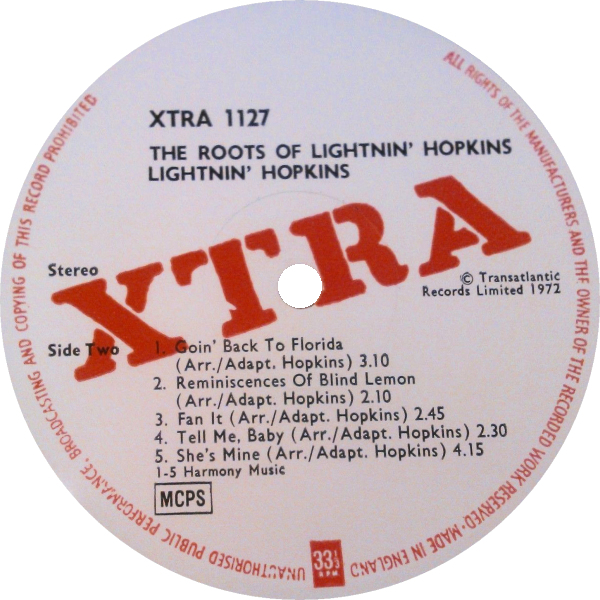 XTRA 1127
THE ROOTS OF LIGHTNIN' HOPKINS
LIGHTNIN' HOPKINS
XTRA
Stereo
© Transatlantic
Records Limited 1972
Side Two
1. Goin' Back To Florida
(Arr./Adapt. Hopkins) 3.10
2. Reminiscences Of Blind Lemon
(Arr./Adapt. Hopkins) 2.10
3. Fan It (Arr./Adapt. Hopkins) 2.45
4. Tell Me, Baby (Arr./Adapt. Hopkins) 2.30
5. She's Mine (Arr./Adapt. Hopkins) 4.15
1-5 Harmony Music
MCPS
ALL RIGHTS OF THE MANUFACTURERS AND THE OWNER OF THE RECORDED WORK RESERVED·MADE IN ENGLAND
33 1/3
RPM
UNAUTHORISED PUBLIC PERFORMANCE, BROADCASTING AND COPYING OF THIS RECORD PROHIBITED